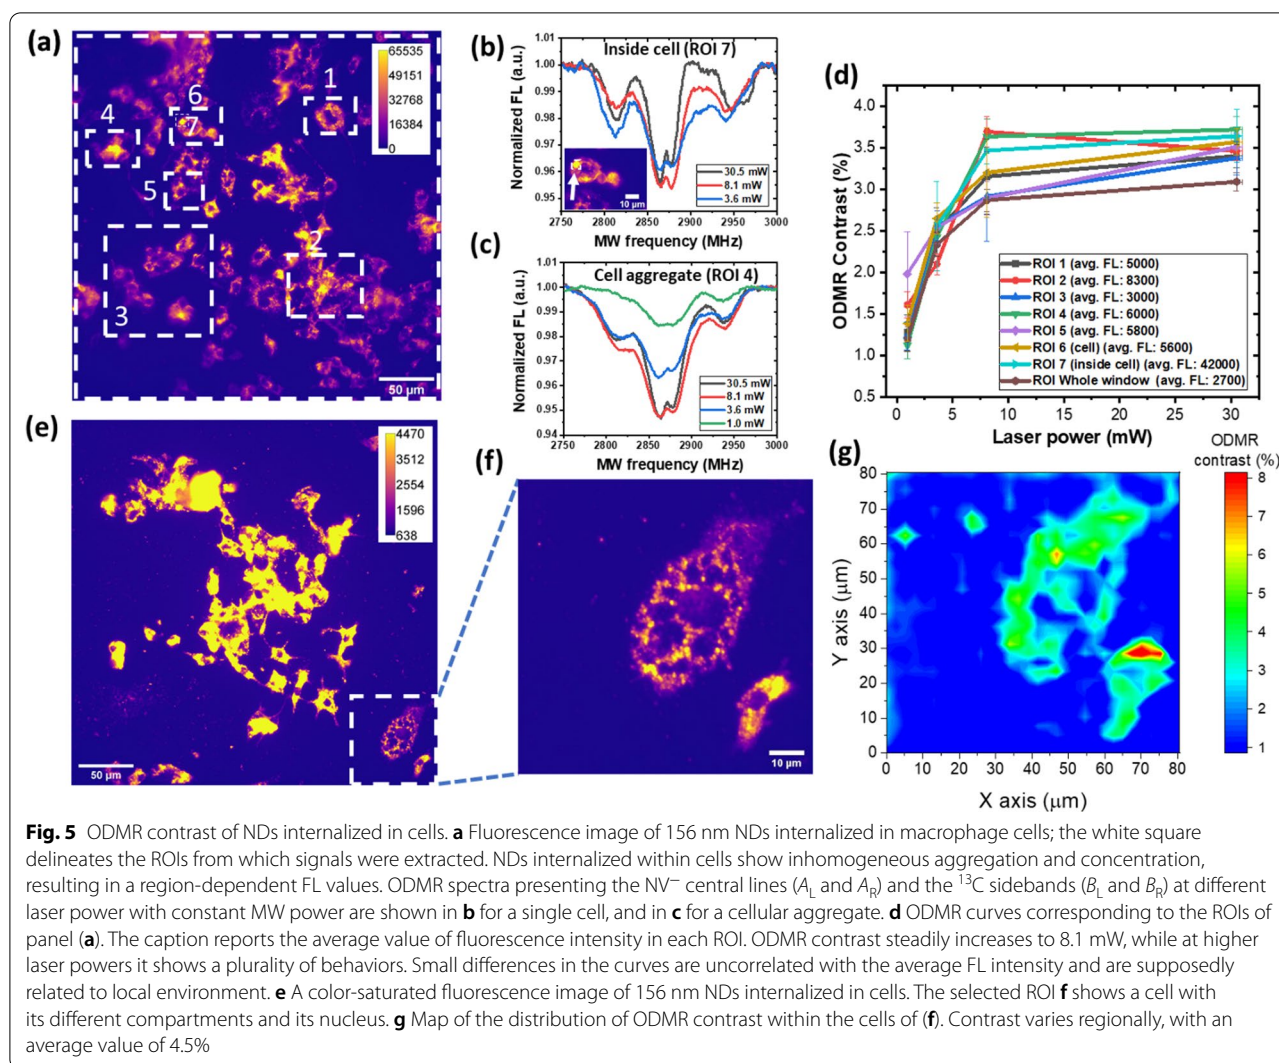 (a)
65535
49151
32768
16384
0
1
6
4
7
5
2
3
50 µm
(b)
1.01
1.00
0.99
0.98
0.97
0.96
0.95
Normalized FL (a.u.)
Inside cell (ROI 7)
10 µm
30.5 mW
8.1 mW
3.6 mW
2750 2800 2850 2900 2950 3000
MW frequency (MHz)
(c)
1.01
1.00
0.99
0.98
0.97
0.96
0.95
0.94
Normalized FL (a.u.)
Cell aggregate (ROI 4)
30.5 mW
8.1 mW
3.6 mW
1.0 mW
2750 2800 2850 2900 2950 3000
MW frequency (MHz)
(d)
4.0
3.5
3.0
2.5
2.0
1.5
1.0
0.5
ODMR Contrast (%)
ROI 1 (avg. FL: 5000)
ROI 2 (avg. FL: 8300)
ROI 3 (avg. FL: 3000)
ROI 4 (avg. FL: 6000)
ROI 5 (avg. FL: 5800)
ROI 6 (cell) (avg. FL: 5600)
ROI 7 (inside cell) (avg. FL: 42000)
ROI Whole window (avg. FL: 2700)
0 5 10 15 20 25 30
Laser power (mW)
(e)
4470
3512
2554
1596
638
50 µm
(f)
10 µm
(g)
ODMR
contrast (%)
80
70
60
50
40
30
20
10
0
Y axis (µm)
0 10 20 30 40 50 60 70 80
X axis (µm)
8
7
6
5
4
3
2
1
Fig. 5 ODMR contrast of NDs internalized in cells. a Fluorescence image of 156 nm NDs internalized in macrophage cells; the white square
delineates the ROIs from which signals were extracted. NDs internalized within cells show inhomogeneous aggregation and concentration,
resulting in a region-dependent FL values. ODMR spectra presenting the NV⁻ central lines (A_L and A_R) and the ¹³C sidebands (B_L and B_R) at different
laser power with constant MW power are shown in b for a single cell, and in c for a cellular aggregate. d ODMR curves corresponding to the ROIs of
panel (a). The caption reports the average value of fluorescence intensity in each ROI. ODMR contrast steadily increases to 8.1 mW, while at higher
laser powers it shows a plurality of behaviors. Small differences in the curves are uncorrelated with the average FL intensity and are supposedly
related to local environment. e A color-saturated fluorescence image of 156 nm NDs internalized in cells. The selected ROI f shows a cell with
its different compartments and its nucleus. g Map of the distribution of ODMR contrast within the cells of (f). Contrast varies regionally, with an
average value of 4.5%